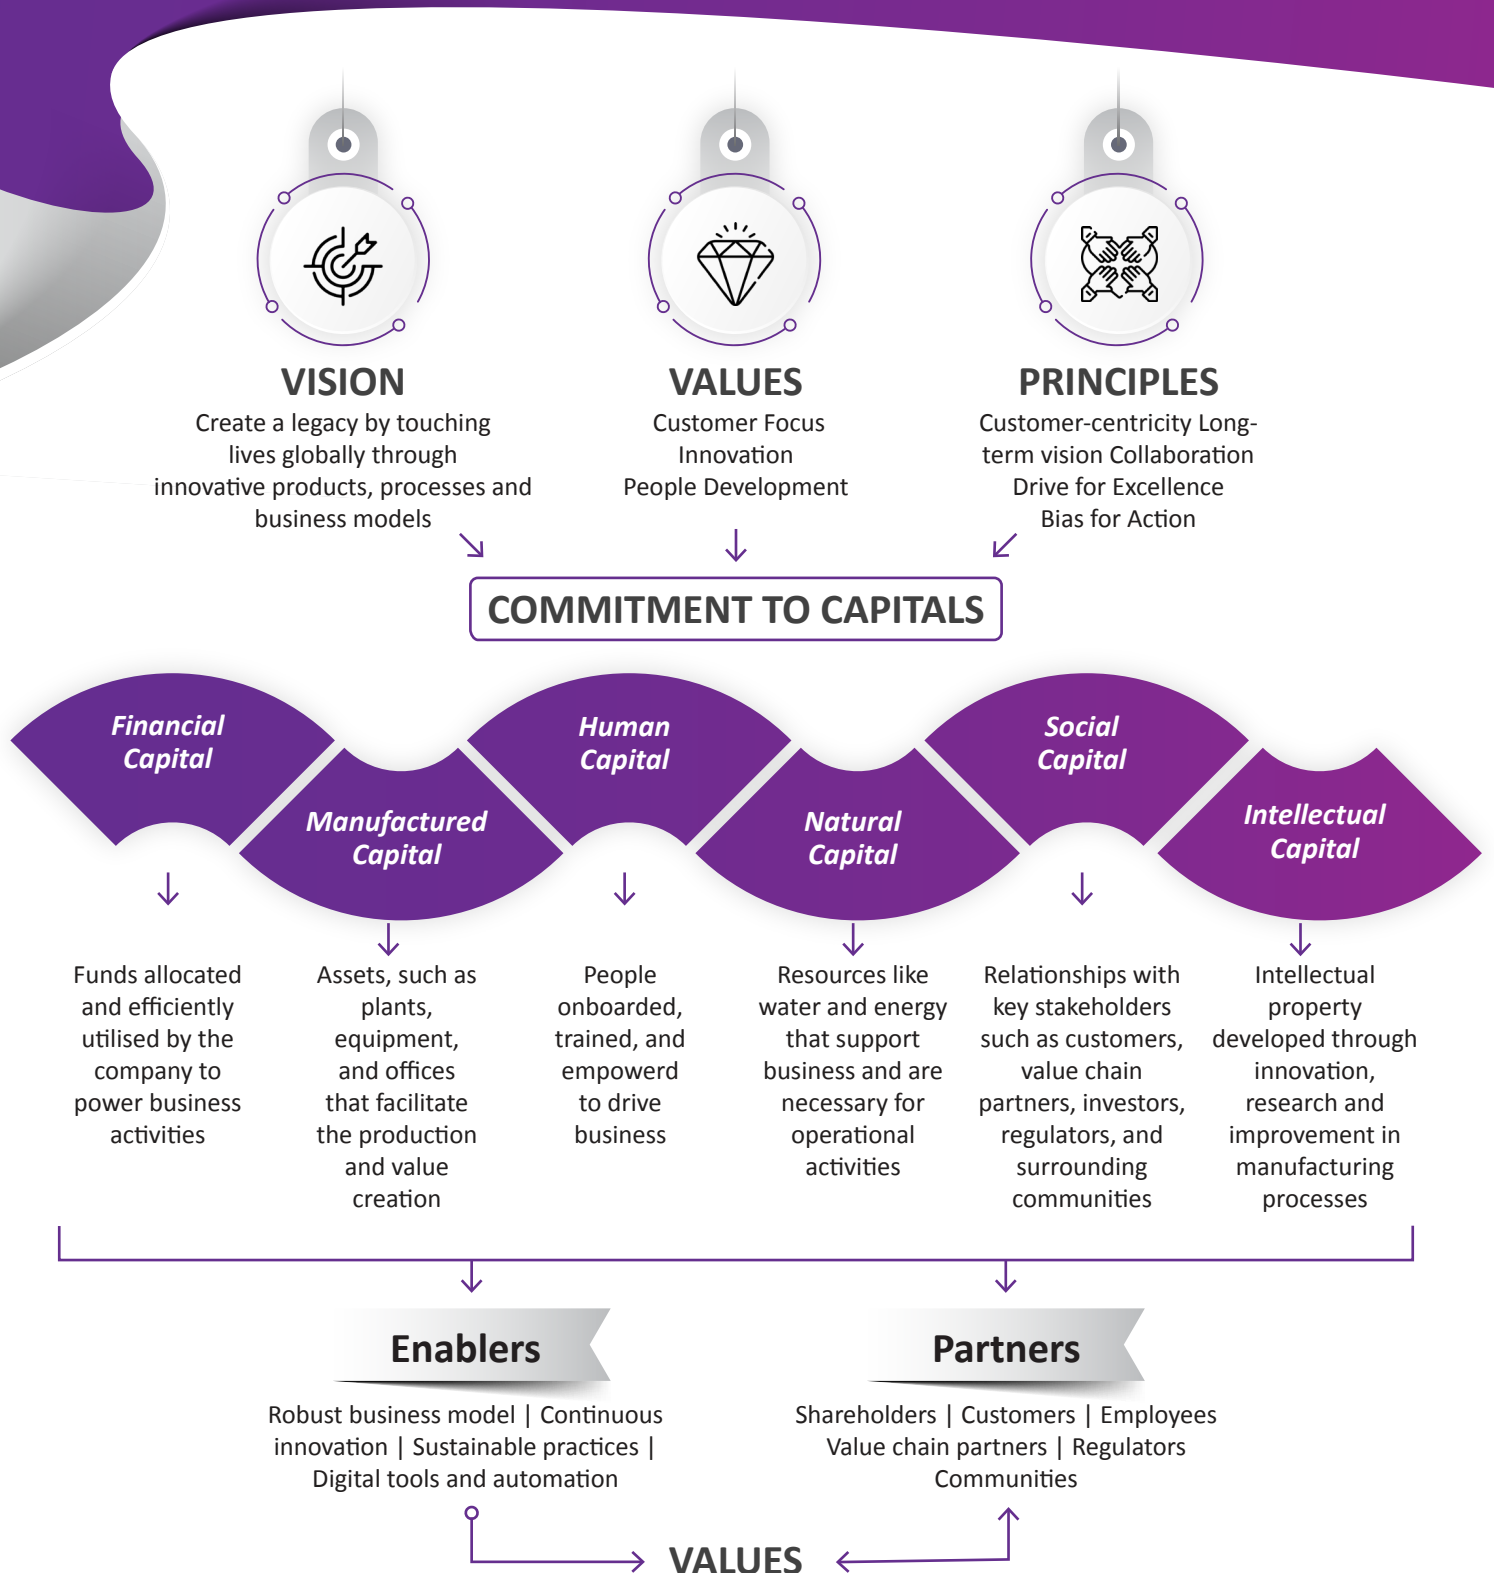 VISION
Create a legacy by touching
lives globally through
innovative products, processes and
business models
VALUES
Customer Focus
Innovation
People Development
PRINCIPLES
Customer-centricity Long-
term vision Collaboration
Drive for Excellence
Bias for Action
COMMITMENT TO CAPITALS
Financial
Capital
Manufactured
Capital
Human
Capital
Natural
Capital
Social
Capital
Intellectual
Capital
Funds allocated
and efficiently
utilised by the
company to
power business
activities
Assets, such as
plants,
equipment,
and offices
that facilitate
the production
and value
creation
People
onboarded,
trained, and
empowerd
to drive
business
Resources like
water and energy
that support
business and are
necessary for
operational
activities
Relationships with
key stakeholders
such as customers,
value chain
partners, investors,
regulators, and
surrounding
communities
Intellectual
property
developed through
innovation,
research and
improvement in
manufacturing
processes
Enablers
Robust business model | Continuous
innovation | Sustainable practices |
Digital tools and automation
Partners
Shareholders | Customers | Employees
Value chain partners | Regulators
Communities
VALUES